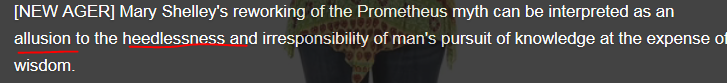 [NEW AGER] Mary Shelley's reworking of the Prometheus myth can be interpreted as an
allusion to the heedlessness and irresponsibility of man's pursuit of knowledge at the expense of
wisdom.